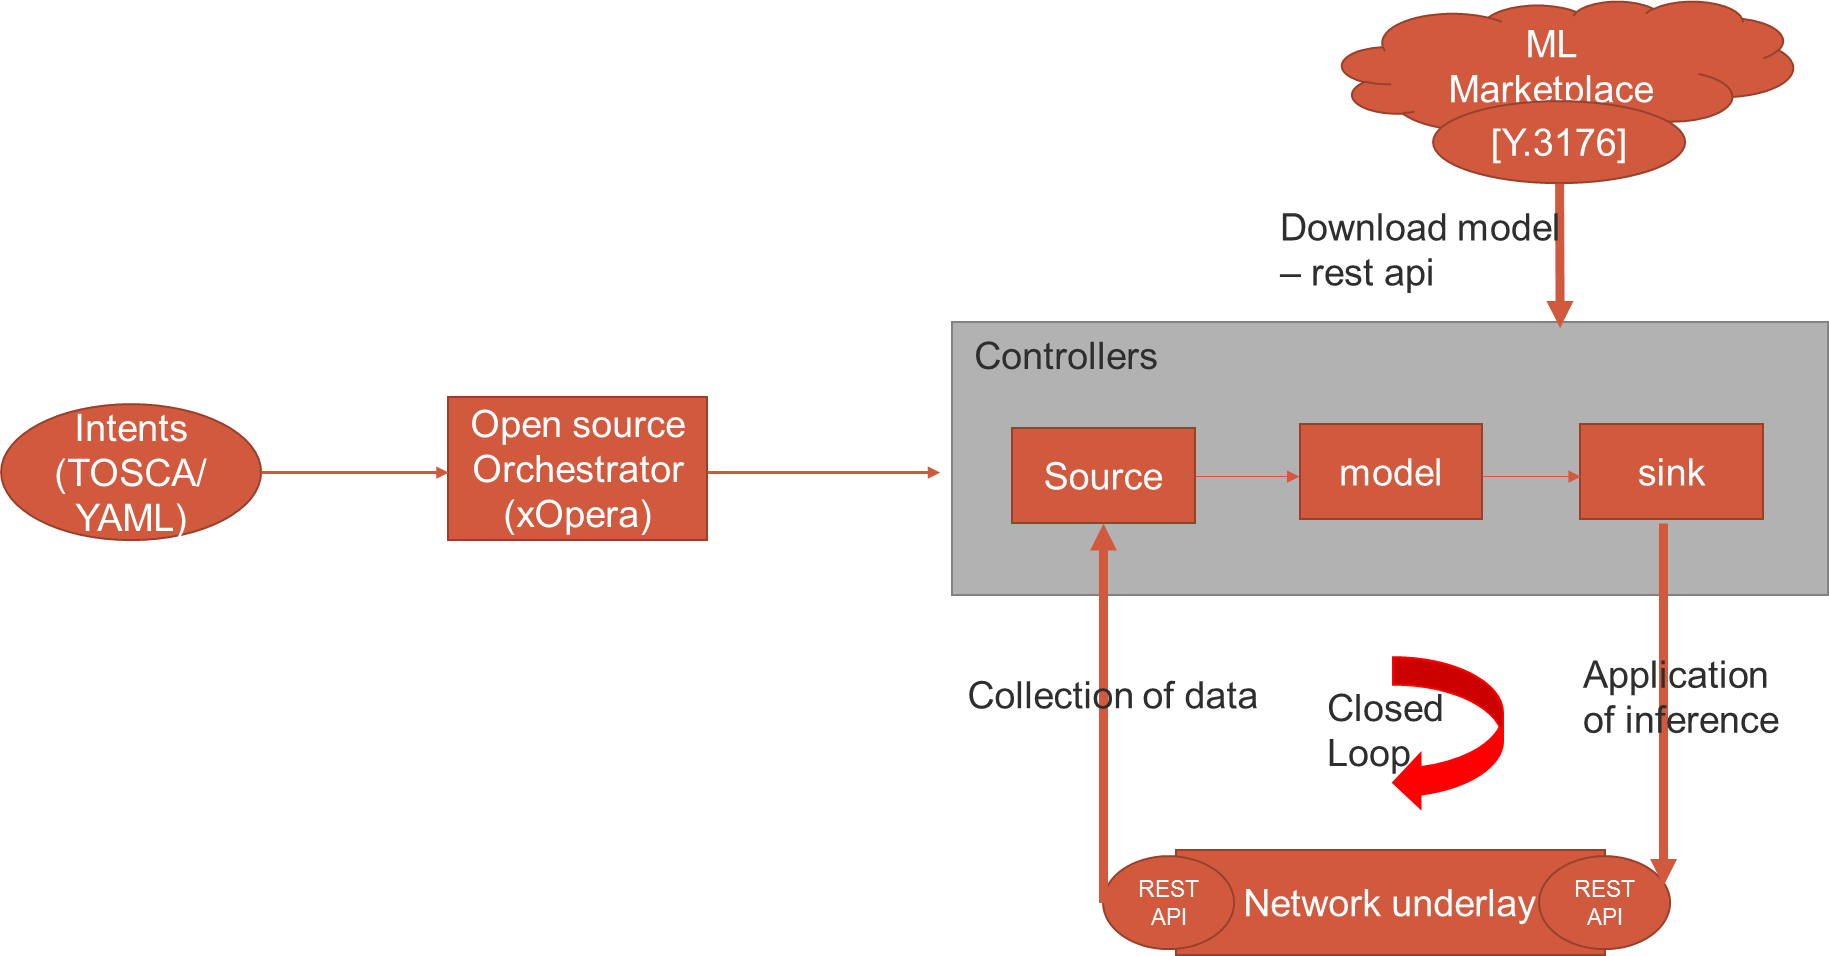 ML
Marketplace
[Y.3176]
Download model
– rest api
Controllers
Intents
(TOSCA/
YAML)
Open source
Orchestrator
(xOpera)
Source
model
sink
Collection of data
Closed
Loop
Application
of inference
REST
API
Network underlay
REST
API